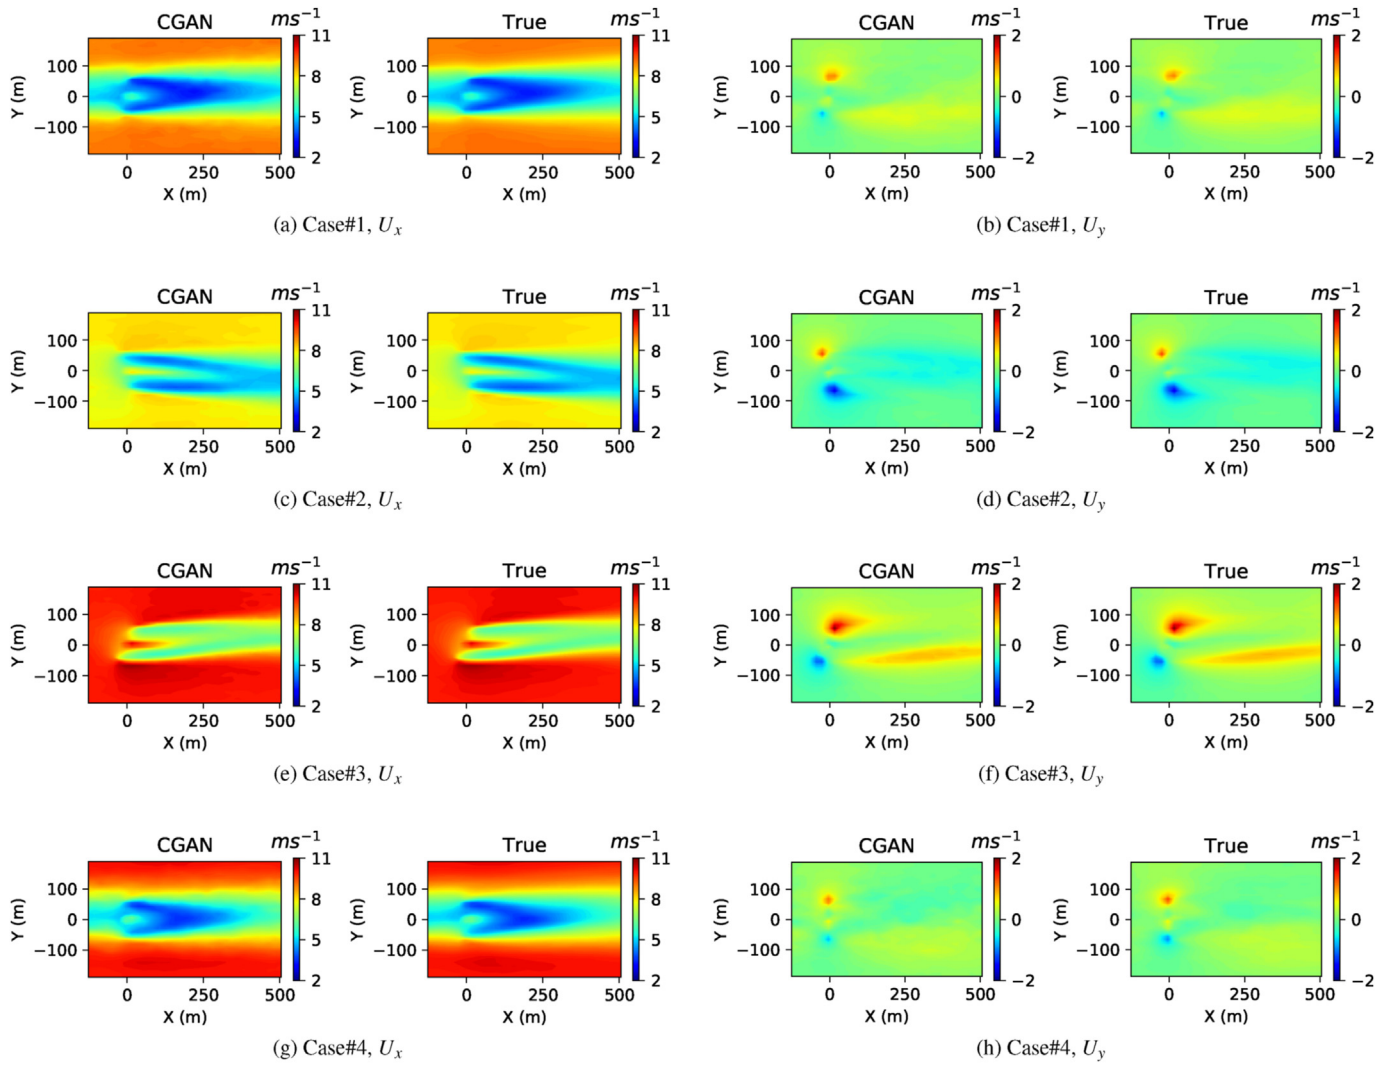 CGAN ms⁻¹ True ms⁻¹ CGAN ms⁻¹ True ms⁻¹
11 11 2 2
100 100 100 100
8 8
Y (m) 0 Y (m) 0 Y (m) 0 0 Y (m) 0 0
5 5
−100 −100 −100 −100
2 2 −2 −2
0 250 500 0 250 500 0 250 500 0 250 500
X (m) X (m) X (m) X (m)
(a) Case#1, Uₓ (b) Case#1, U_y
CGAN ms⁻¹ True ms⁻¹ CGAN ms⁻¹ True ms⁻¹
11 11 2 2
100 100 100 100
8 8
Y (m) 0 Y (m) 0 Y (m) 0 0 Y (m) 0 0
5 5
−100 −100 −100 −100
2 2 −2 −2
0 250 500 0 250 500 0 250 500 0 250 500
X (m) X (m) X (m) X (m)
(c) Case#2, Uₓ (d) Case#2, U_y
CGAN ms⁻¹ True ms⁻¹ CGAN ms⁻¹ True ms⁻¹
11 11 2 2
100 100 100 100
8 8
Y (m) 0 Y (m) 0 Y (m) 0 0 Y (m) 0 0
5 5
−100 −100 −100 −100
2 2 −2 −2
0 250 500 0 250 500 0 250 500 0 250 500
X (m) X (m) X (m) X (m)
(e) Case#3, Uₓ (f) Case#3, U_y
CGAN ms⁻¹ True ms⁻¹ CGAN ms⁻¹ True ms⁻¹
11 11 2 2
100 100 100 100
8 8
Y (m) 0 Y (m) 0 Y (m) 0 0 Y (m) 0 0
5 5
−100 −100 −100 −100
2 2 −2 −2
0 250 500 0 250 500 0 250 500 0 250 500
X (m) X (m) X (m) X (m)
(g) Case#4, Uₓ (h) Case#4, U_y